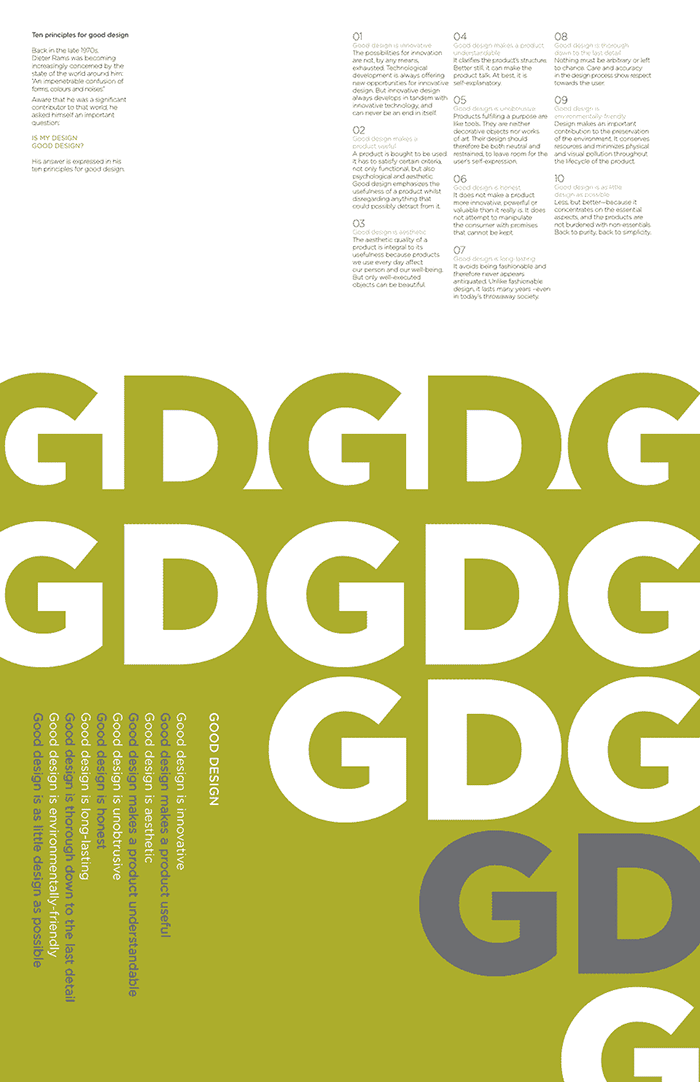 Ten principles for good design
Back in the late 1970s,
Dieter Rams was becoming
increasingly concerned by the
state of the world around him:
“An impenetrable confusion of
forms, colours and noises.”
Aware that he was a significant
contributor to that world, he
asked himself an important
question:
IS MY DESIGN
GOOD DESIGN?
His answer is expressed in his
ten principles for good design.
01
Good design is innovative
The possibilities for innovation
are not, by any means,
exhausted. Technological
development is always offering
new opportunities for innovative
design. But innovative design
always develops in tandem with
innovative technology, and
can never be an end in itself.
02
Good design makes a
product useful
A product is bought to be used.
It has to satisfy certain criteria,
not only functional, but also
psychological and aesthetic.
Good design emphasizes the
usefulness of a product whilst
disregarding anything that
could possibly detract from it.
03
Good design is aesthetic
The aesthetic quality of a
product is integral to its
usefulness because products
we use every day affect
our person and our well-being.
But only well-executed
objects can be beautiful.
04
Good design makes a product
understandable
It clarifies the product’s structure.
Better still, it can make the
product talk. At best, it is
self-explanatory.
05
Good design is unobtrusive
Products fulfilling a purpose are
like tools. They are neither
decorative objects nor works
of art. Their design should
therefore be both neutral and
restrained, to leave room for the
user’s self-expression.
06
Good design is honest
It does not make a product
more innovative, powerful or
valuable than it really is. It does
not attempt to manipulate
the consumer with promises
that cannot be kept.
07
Good design is long-lasting
It avoids being fashionable and
therefore never appears
antiquated. Unlike fashionable
design, it lasts many years –even
in today’s throwaway society.
08
Good design is thorough
down to the last detail
Nothing must be arbitrary or left
to chance. Care and accuracy
in the design process show respect
towards the user.
09
Good design is
environmentally-friendly
Design makes an important
contribution to the preservation
of the environment. It conserves
resources and minimizes physical
and visual pollution throughout
the lifecycle of the product.
10
Good design is as little
design as possible
Less, but better—because it
concentrates on the essential
aspects, and the products are
not burdened with non-essentials.
Back to purity, back to simplicity.
GDGDG
GDGDG
GDG
GD
G
GOOD DESIGN
Good design is innovative
Good design makes a product useful
Good design is aesthetic
Good design makes a product understandable
Good design is unobtrusive
Good design is honest
Good design is long-lasting
Good design is thorough down to the last detail
Good design is environmentally-friendly
Good design is as little design as possible